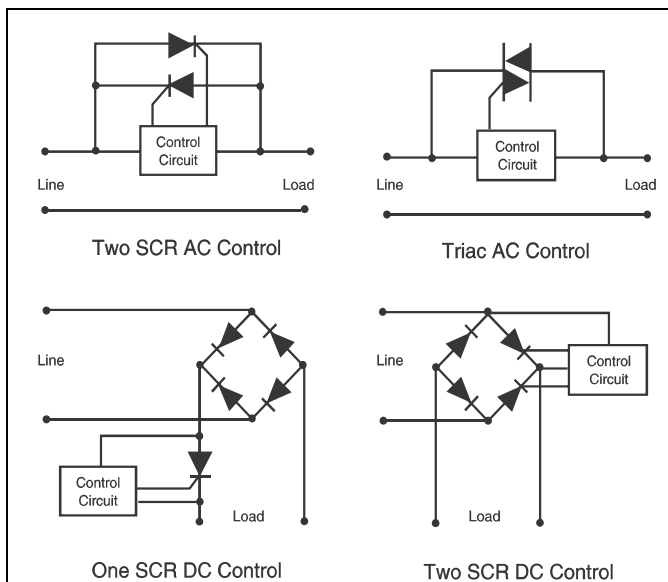 Control
Circuit
Line
Load
Two SCR AC Control
Control
Circuit
Line
Load
Triac AC Control
Line
Control
Circuit
Load
One SCR DC Control
Line
Control
Circuit
Load
Two SCR DC Control